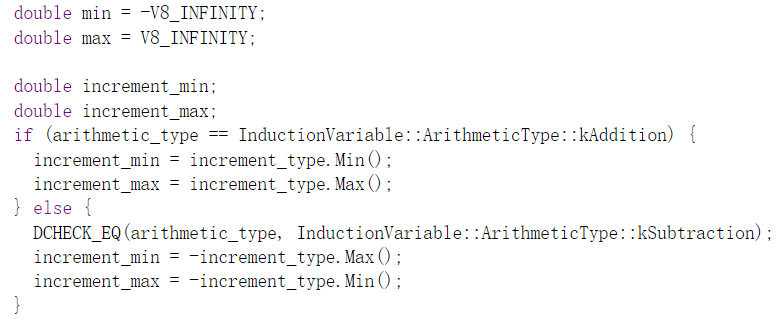 double min = -V8_INFINITY;
double max = V8_INFINITY;
double increment_min;
double increment_max;
if (arithmetic_type == InductionVariable::ArithmeticType::kAddition) {
increment_min = increment_type.Min();
increment_max = increment_type.Max();
} else {
DCHECK_EQ(arithmetic_type, InductionVariable::ArithmeticType::kSubtraction);
increment_min = -increment_type.Max();
increment_max = -increment_type.Min();
}